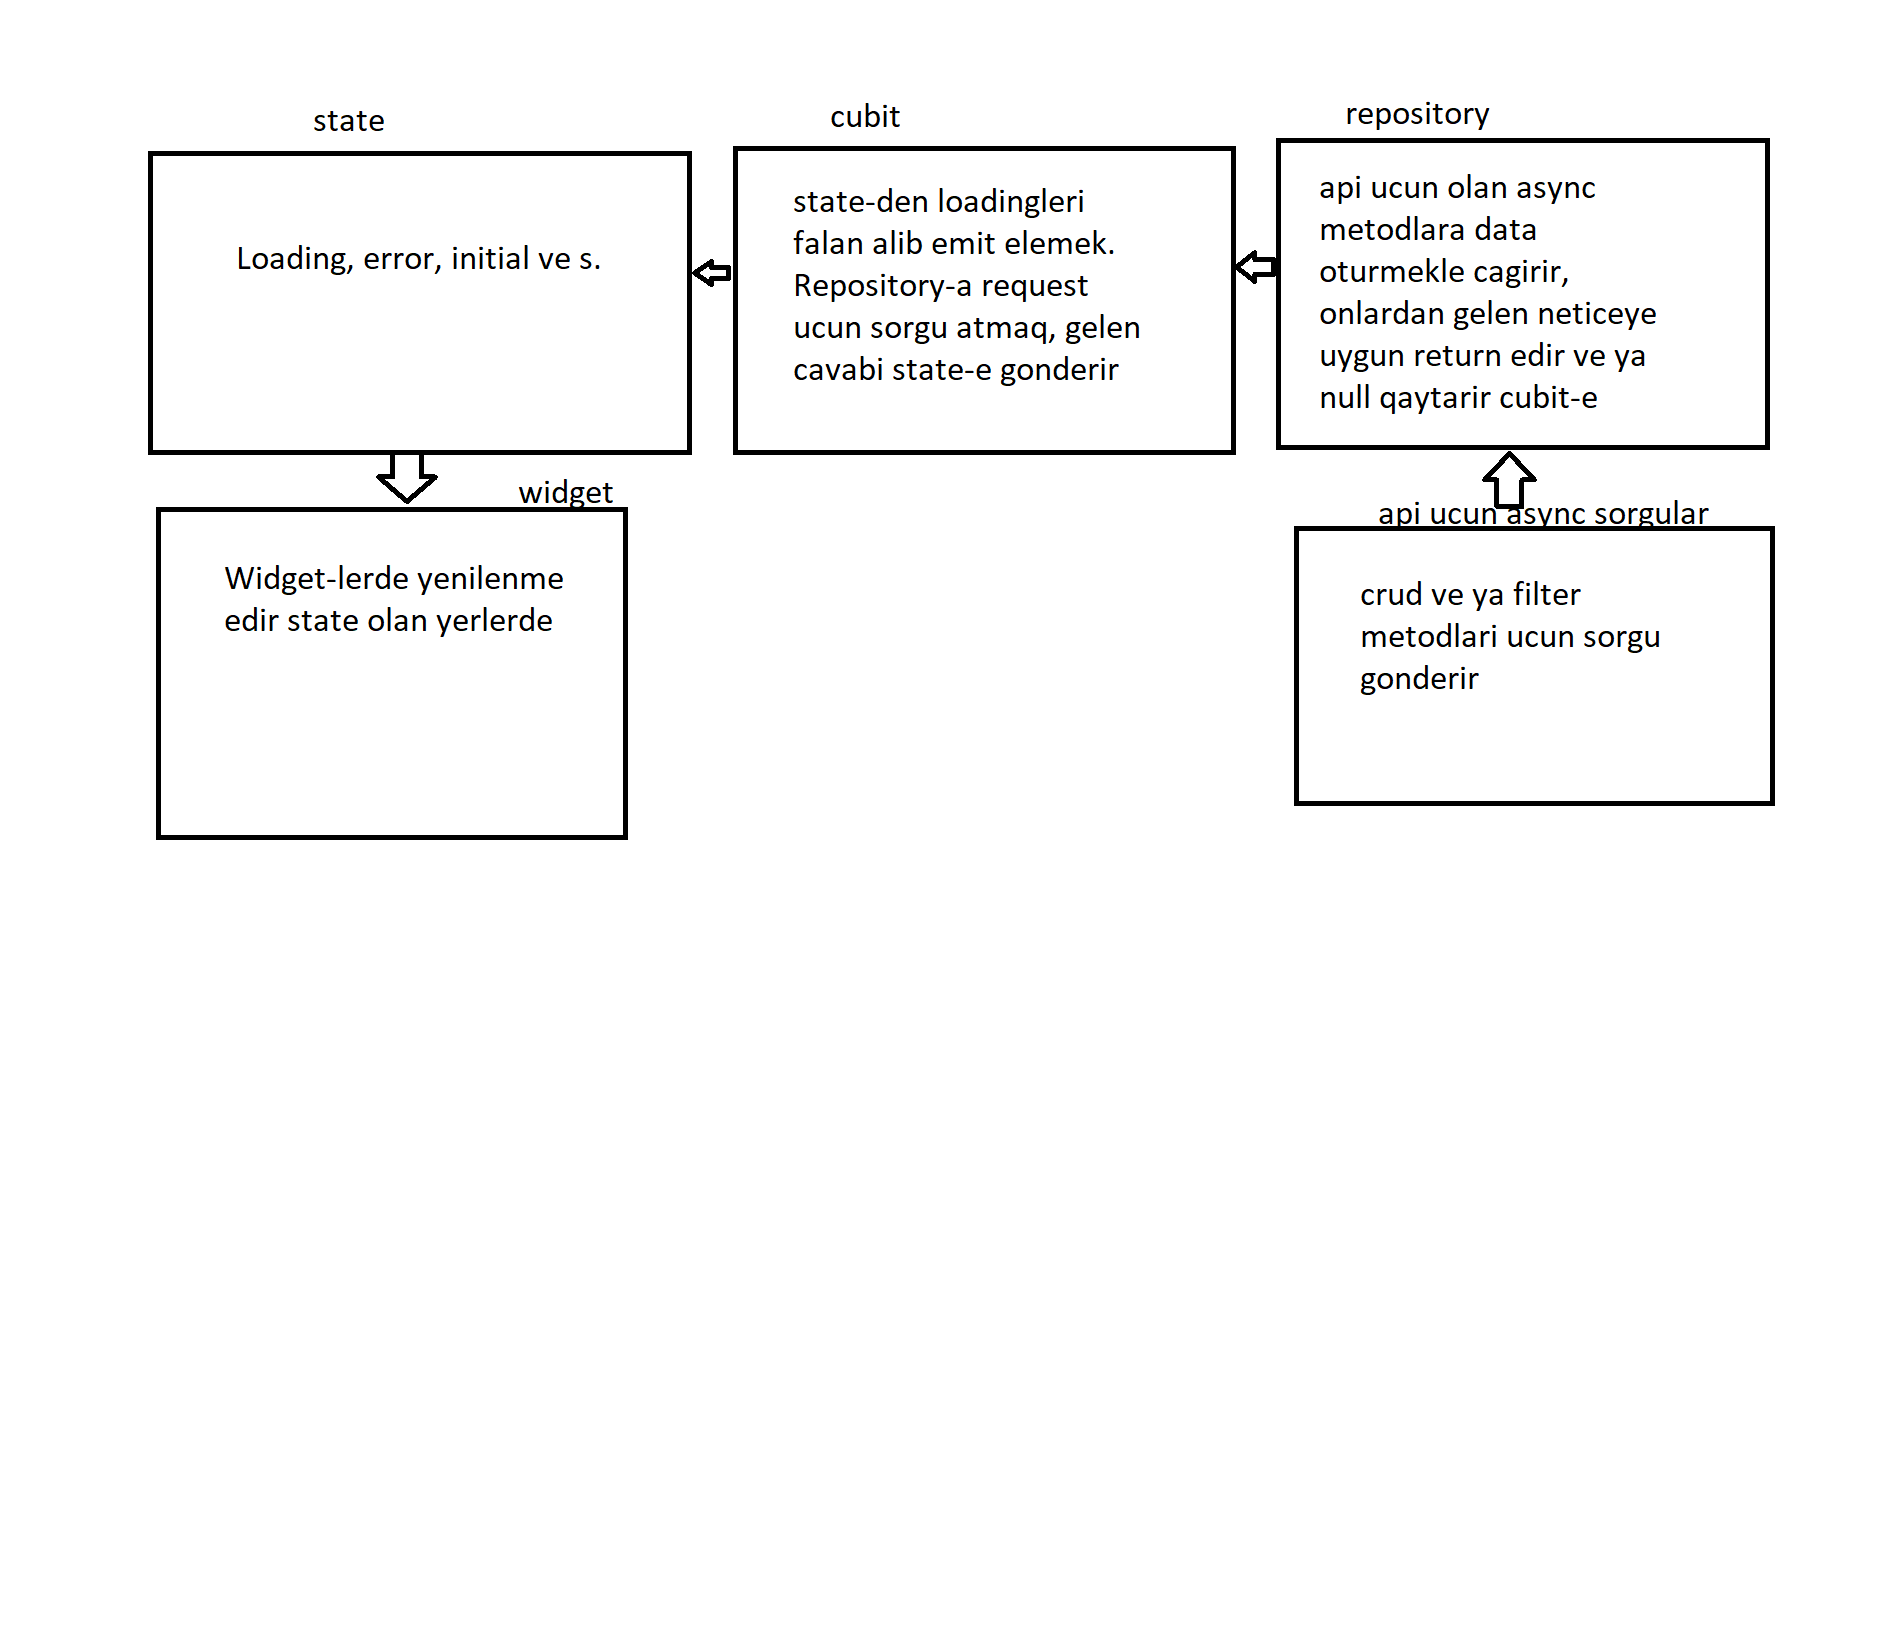 state
Loading, error, initial ve s.
cubit
state-den loadingleri
falan alib emit elemek.
Repository-a request
ucun sorgu atmaq, gelen
cavabi state-e gonderir
repository
api ucun olan async
metodlara data
oturmekle cagirir,
onlardan gelen neticeye
uygun return edir ve ya
null qaytarir cubit-e
widget
Widget-lerde yenilenme
edir state olan yerlerde
api ucun async sorgular
crud ve ya filter
metodlari ucun sorgu
gonderir